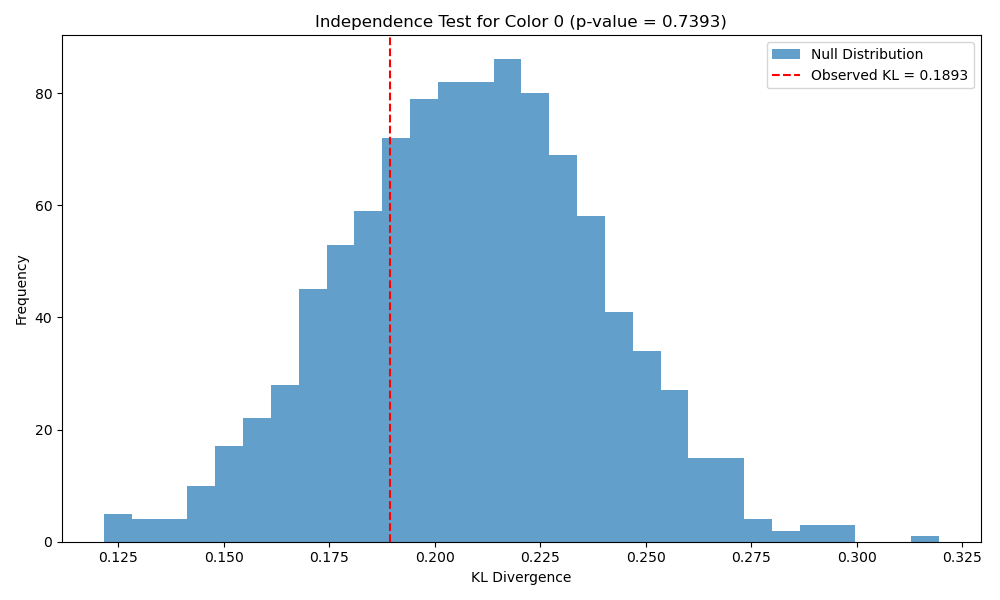 Independence Test for Color 0 (p-value = 0.7393)
Null Distribution
Observed KL = 0.1893
Frequency
80
60
40
20
0
0.125 0.150 0.175 0.200 0.225 0.250 0.275 0.300 0.325
KL Divergence